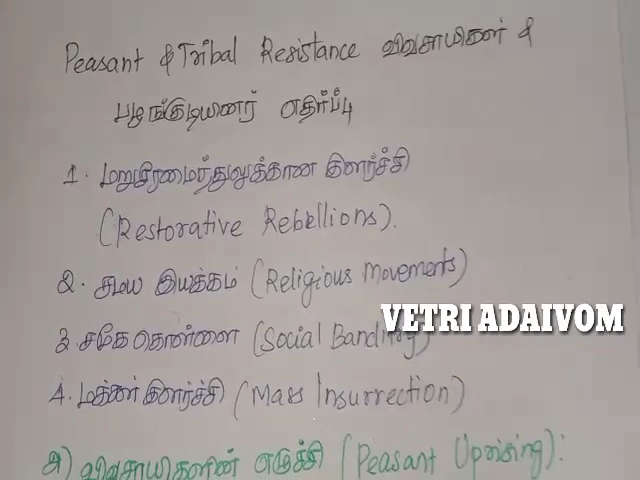 Peasant & Tribal Resistance விவசாயிகள் &
பழங்குடியினர் எதிர்ப்பு
1. மறுசீரமைத்தலுக்கான கிளர்ச்சி
(Restorative Rebellions).
2. சமய இயக்கம் (Religious Movements)
VETRI ADAIVOM
3. சமூக கொள்ளை (Social Banditry)
4. மக்கள் கிளர்ச்சி (Mass Insurrection)
அ) விவசாயிகளின் எழுச்சி (Peasant Uprising):